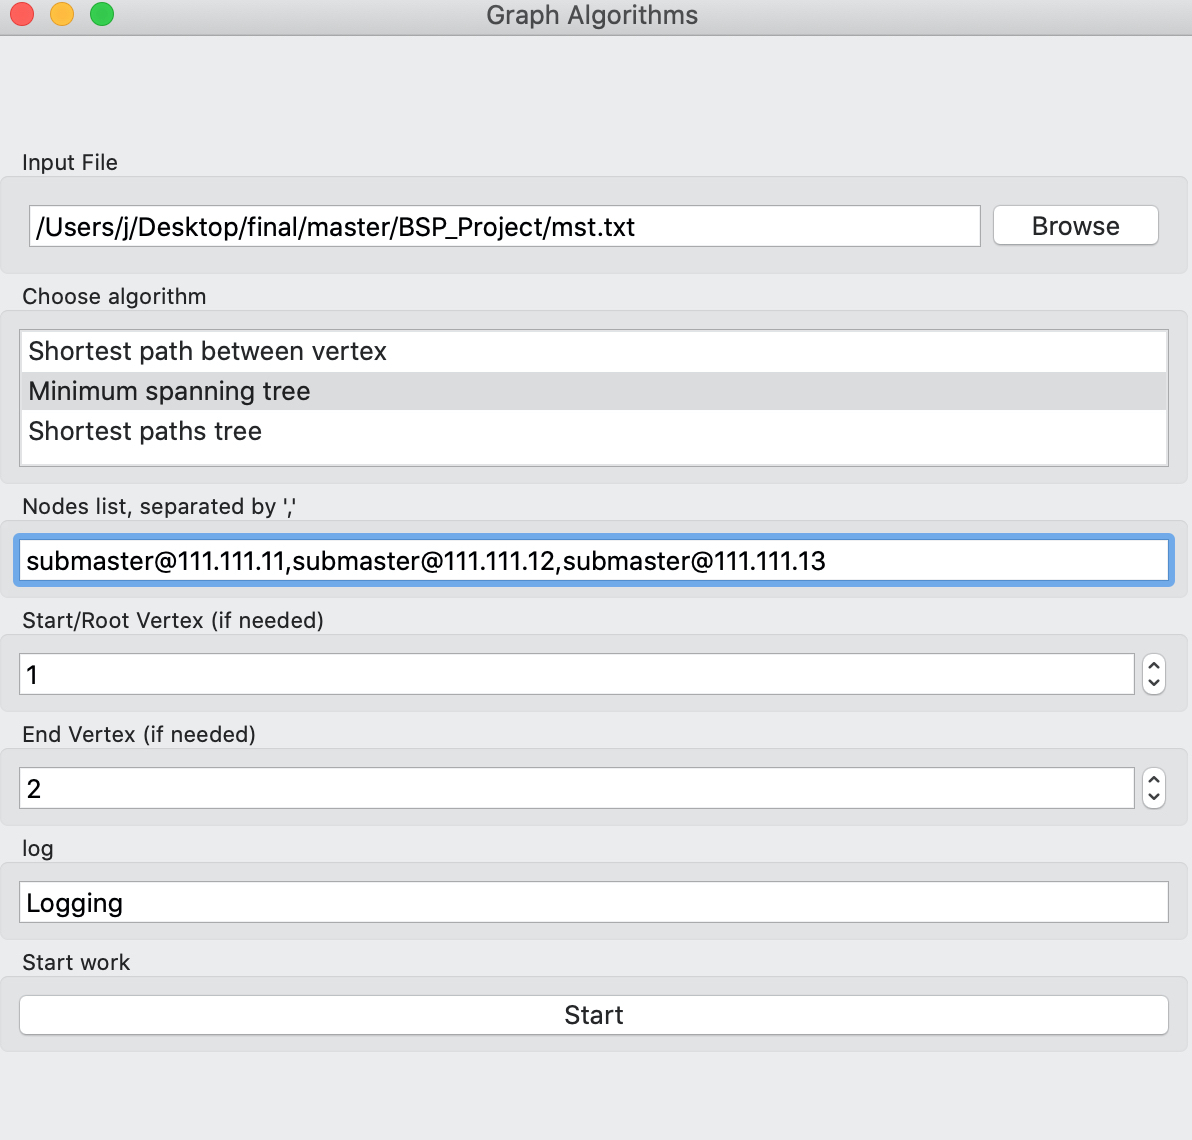 Graph Algorithms
Input File
/Users/j/Desktop/final/master/BSP_Project/mst.txt
Browse
Choose algorithm
Shortest path between vertex
Minimum spanning tree
Shortest paths tree
Nodes list, separated by ','
submaster@111.111.11,submaster@111.111.12,submaster@111.111.13
Start/Root Vertex (if needed)
1
End Vertex (if needed)
2
log
Logging
Start work
Start